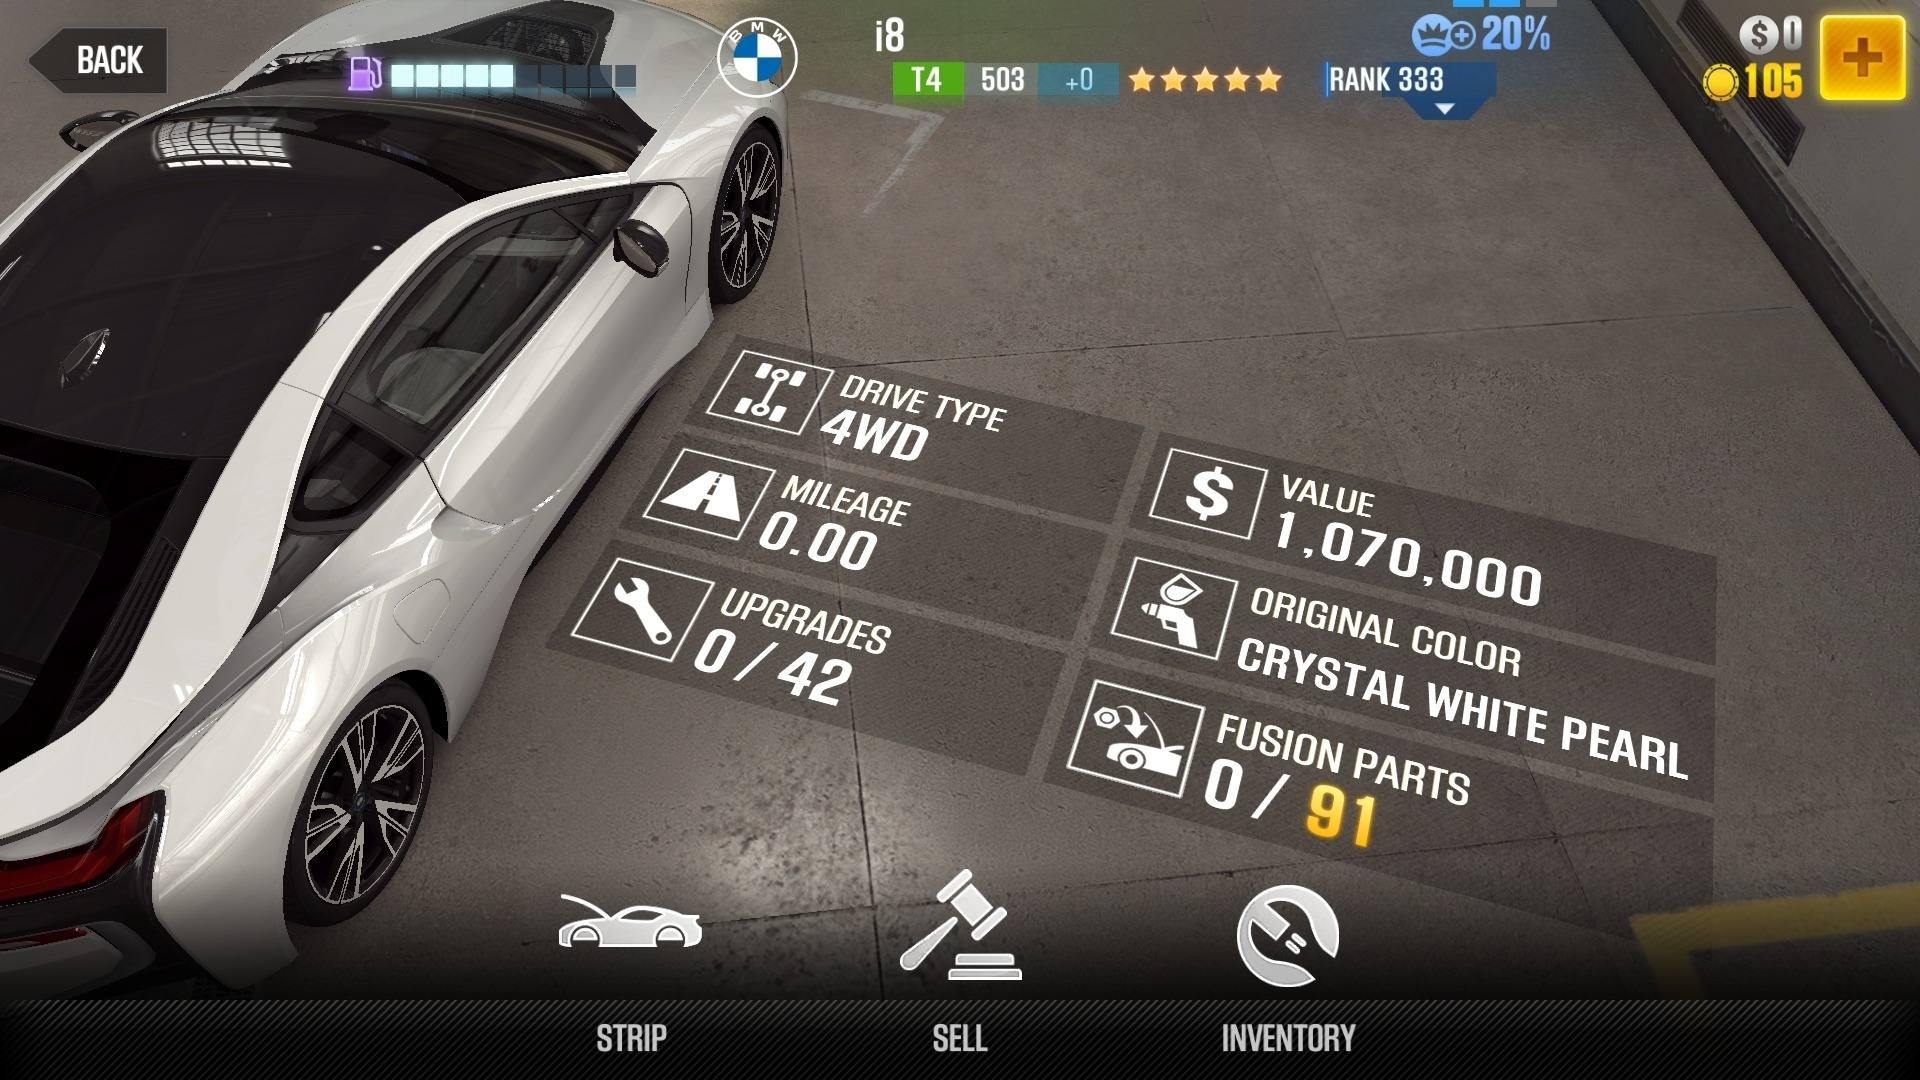 BACK
BMW
i8
T4 503 +0
RANK 333
20%
$ 0
105
DRIVE TYPE
4WD
MILEAGE
0.00
UPGRADES
0 / 42
$
VALUE
1,070,000
ORIGINAL COLOR
CRYSTAL WHITE PEARL
FUSION PARTS
0 / 91
STRIP
SELL
INVENTORY